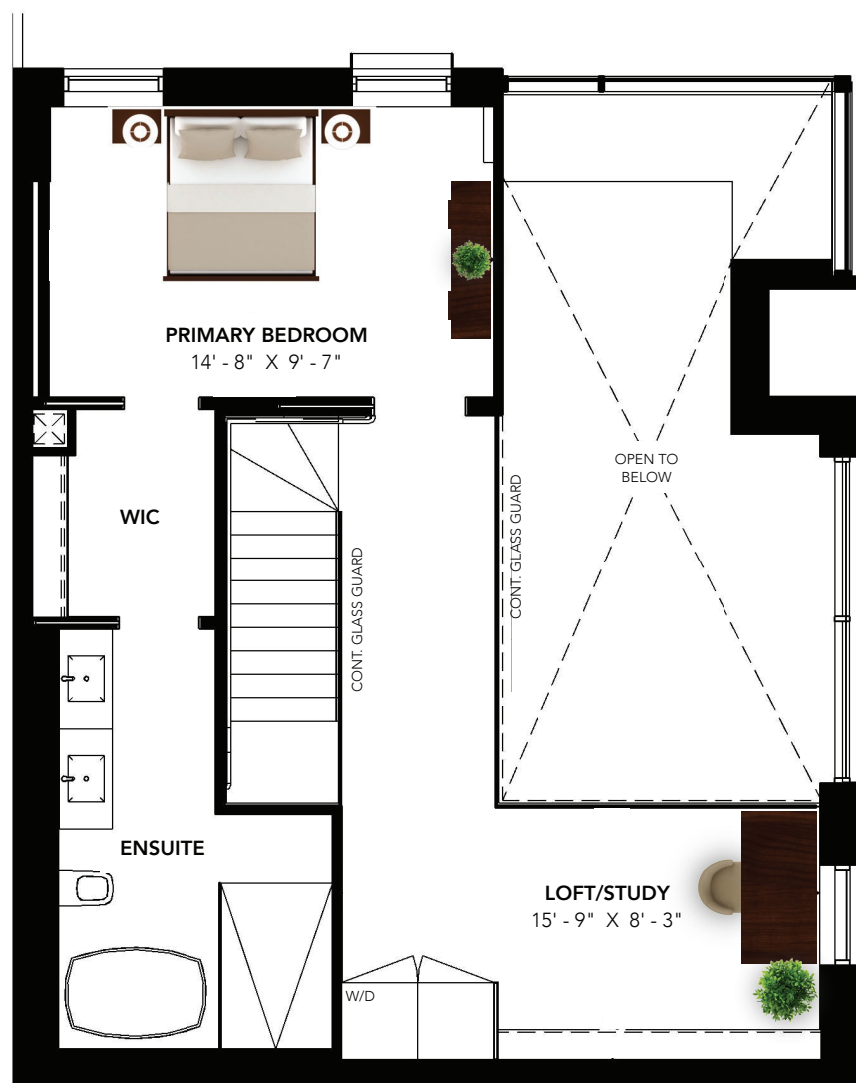 PRIMARY BEDROOM
14' - 8" X 9' - 7"
OPEN TO
BELOW
WIC
CONT. GLASS GUARD
CONT. GLASS GUARD
ENSUITE
LOFT/STUDY
15' - 9" X 8' - 3"
W/D